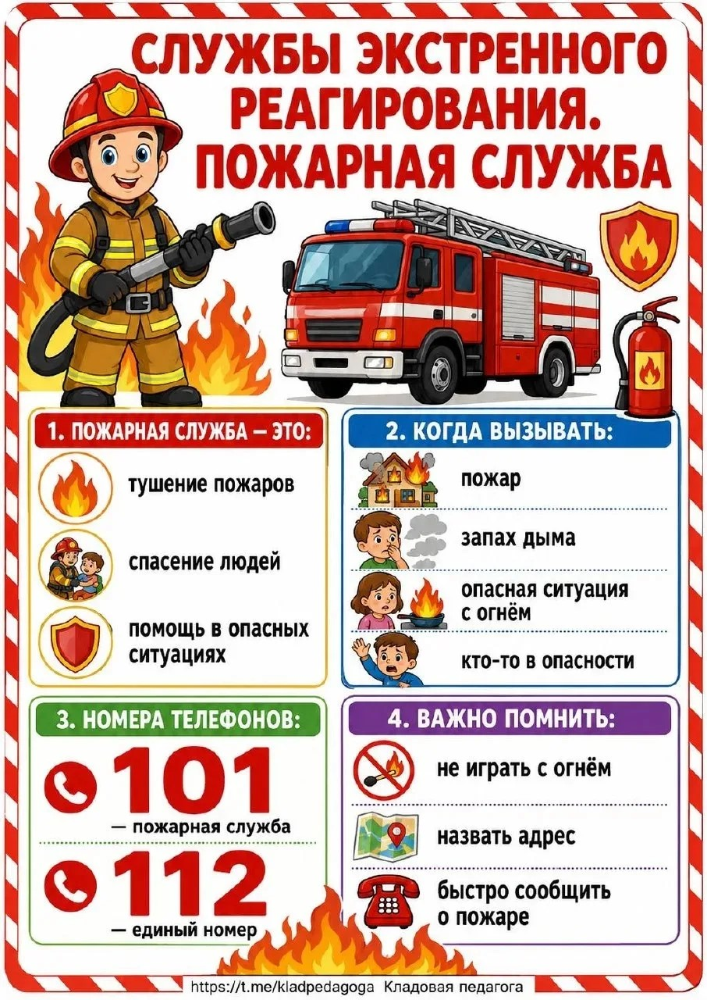 СЛУЖБЫ ЭКСТРЕННОГО
РЕАГИРОВАНИЯ.
ПОЖАРНАЯ СЛУЖБА
1. ПОЖАРНАЯ СЛУЖБА – ЭТО:
тушение пожаров
спасение людей
помощь в опасных
ситуациях
2. КОГДА ВЫЗЫВАТЬ:
пожар
запах дыма
опасная ситуация
с огнём
кто-то в опасности
3. НОМЕРА ТЕЛЕФОНОВ:
101
— пожарная служба
112
— единый номер
4. ВАЖНО ПОМНИТЬ:
не играть с огнём
назвать адрес
быстро сообщить
о пожаре
https://t.me/kladpedagoga Кладовая педагога